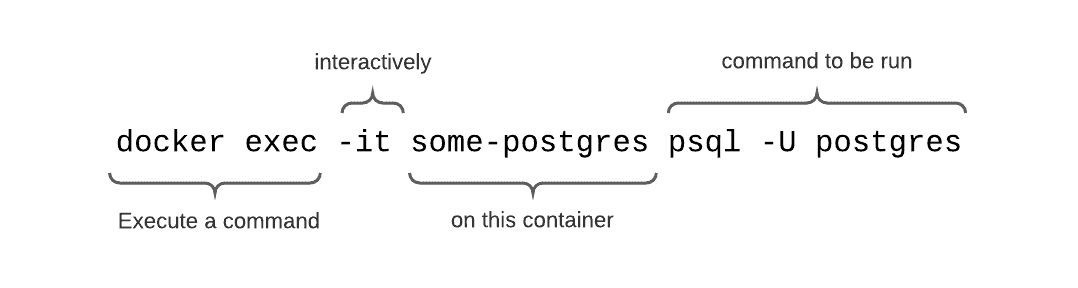 interactively
command to be run
docker exec -it some-postgres psql -U postgres
Execute a command
on this container